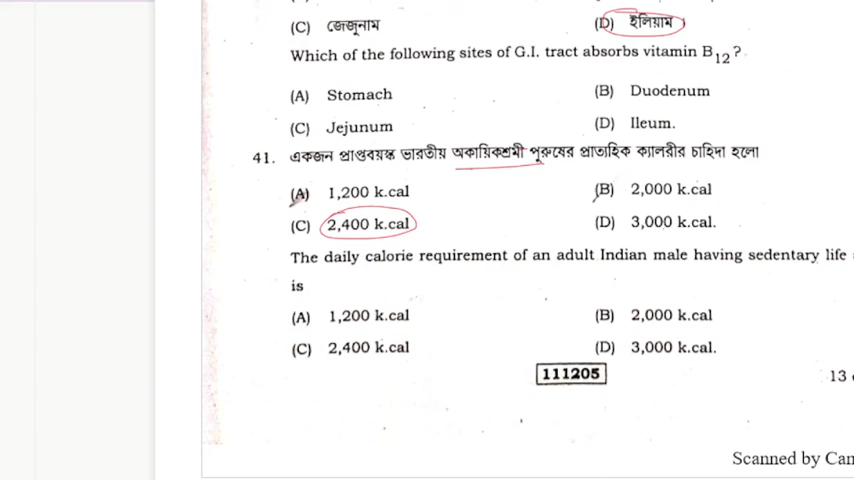 (C) জেজুনাম (D) ইলিয়াম।
Which of the following sites of G.I. tract absorbs vitamin B12 ?
(A) Stomach (B) Duodenum
(C) Jejunum (D) Ileum.
41. একজন প্রাপ্তবয়স্ক ভারতীয় অকায়িকশ্রমী পুরুষের প্রাত্যহিক ক্যালরীর চাহিদা হলো
(A) 1,200 k.cal (B) 2,000 k.cal
(C) 2,400 k.cal (D) 3,000 k.cal.
The daily calorie requirement of an adult Indian male having sedentary life
is
(A) 1,200 k.cal (B) 2,000 k.cal
(C) 2,400 k.cal (D) 3,000 k.cal.
111205
13
Scanned by